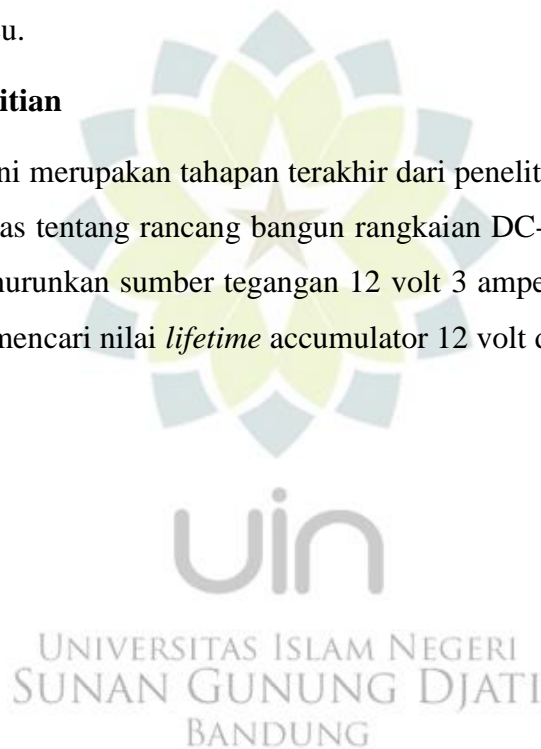 u.
itian
ni merupakan tahapan terakhir dari penelit
as tentang rancang bangun rangkaian DC-
nurunkan sumber tegangan 12 volt 3 ampe
mencari nilai lifetime accumulator 12 volt d
uin
UNIVERSITAS ISLAM NEGERI
SUNAN GUNUNG DJATI
BANDUNG